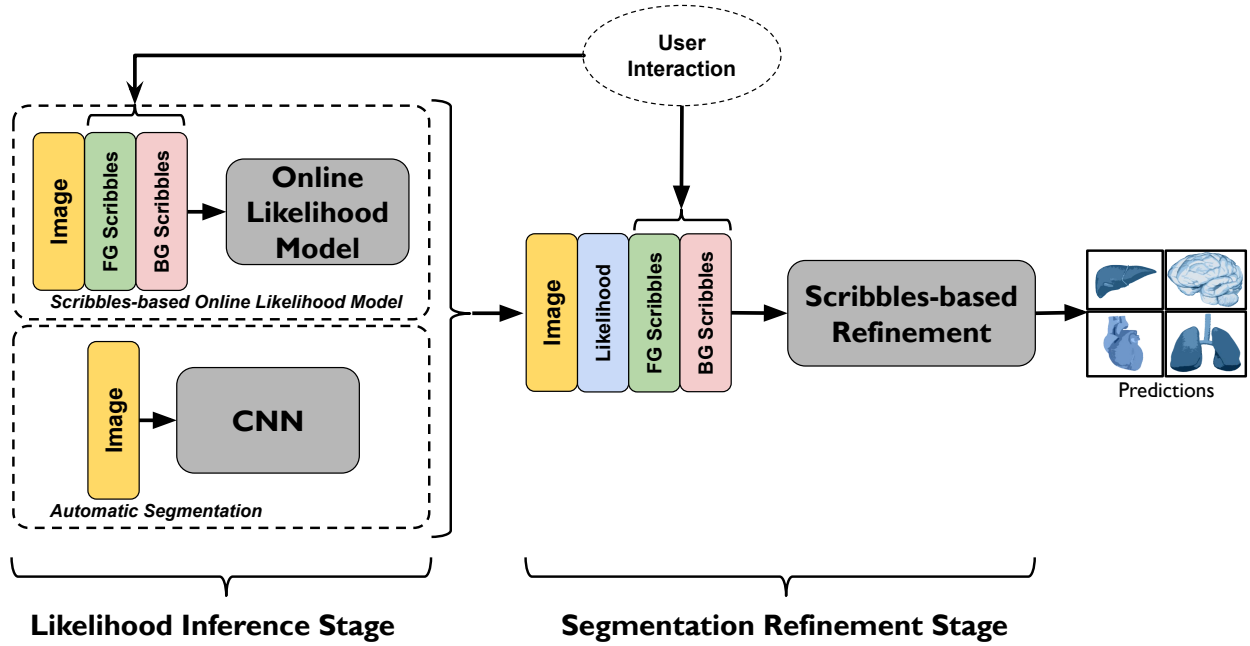 User
Interaction
Image
FG Scribbles
BG Scribbles
Online
Likelihood
Model
Scribbles-based Online Likelihood Model
Image
CNN
Automatic Segmentation
Image
Likelihood
FG Scribbles
BG Scribbles
Scribbles-based
Refinement
Predictions
Likelihood Inference Stage
Segmentation Refinement Stage